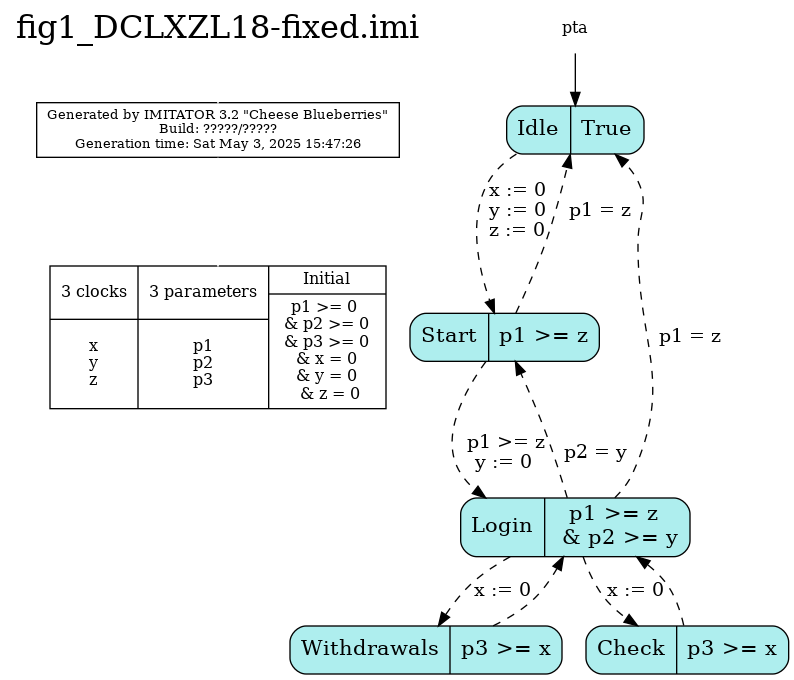 fig1_DCLXZL18-fixed.imi
pta
Generated by IMITATOR 3.2 "Cheese Blueberries"
Build: ?????/?????
Generation time: Sat May 3, 2025 15:47:26
Idle
True
x := 0
y := 0
z := 0
p1 = z
3 clocks
3 parameters
Initial
x
y
z
p1
p2
p3
p1 >= 0
& p2 >= 0
& p3 >= 0
& x = 0
& y = 0
& z = 0
Start
p1 >= z
p1 = z
p1 >= z
y := 0
p2 = y
Login
p1 >= z
& p2 >= y
x := 0
x := 0
Withdrawals
p3 >= x
Check
p3 >= x